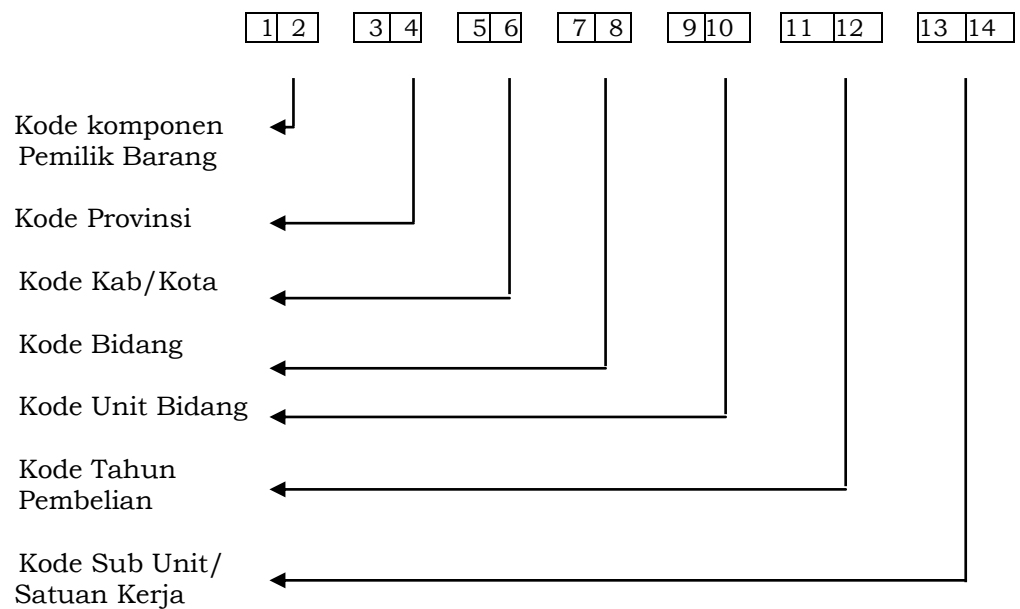 1 2 3 4 5 6 7 8 9 10 11 12 13 14
Kode komponen
Pemilik Barang
Kode Provinsi
Kode Kab/Kota
Kode Bidang
Kode Unit Bidang
Kode Tahun
Pembelian
Kode Sub Unit/
Satuan Kerja